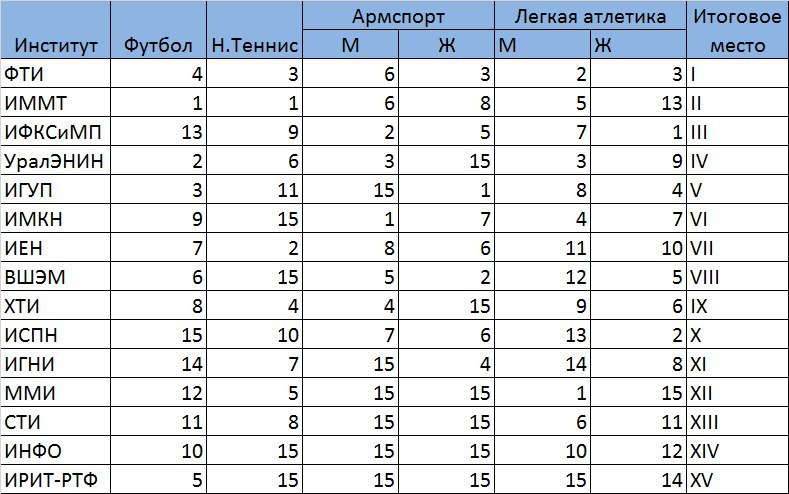 Армспорт Легкая атлетика Итоговое
Институт Футбол Н.Теннис М Ж М Ж место
ФТИ 4 3 6 3 2 3 I
ИММТ 1 1 6 8 5 13 II
ИФКСиМП 13 9 2 5 7 1 III
УралЭНИН 2 6 3 15 3 9 IV
ИГУП 3 11 15 1 8 4 V
ИМКН 9 15 1 7 4 7 VI
ИЕН 7 2 8 6 11 10 VII
ВШЭМ 6 15 5 2 12 5 VIII
ХТИ 8 4 4 15 9 6 IX
ИСПН 15 10 7 6 13 2 X
ИГНИ 14 7 15 4 14 8 XI
ММИ 12 5 15 15 1 15 XII
СТИ 11 8 15 15 6 11 XIII
ИНФО 10 15 15 15 10 12 XIV
ИРИТ-РТФ 5 15 15 15 15 14 XV